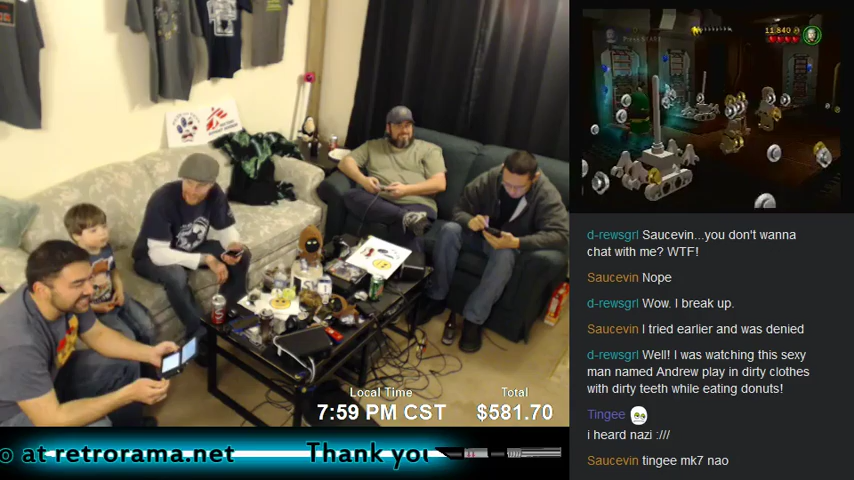 11,840
d-rewsgrl Saucevin...you don't wanna
chat with me? WTF!
Saucevin Nope
d-rewsgrl Wow. I break up.
Saucevin I tried earlier and was denied
d-rewsgrl Well! I was watching this sexy
man named Andrew play in dirty clothes
with dirty teeth while eating donuts!
Tingee
i heard nazi :///
Saucevin tingee mk7 nao
Local Time
7:59 PM CST
Total
$581.70
o at retrorama.net
Thank you